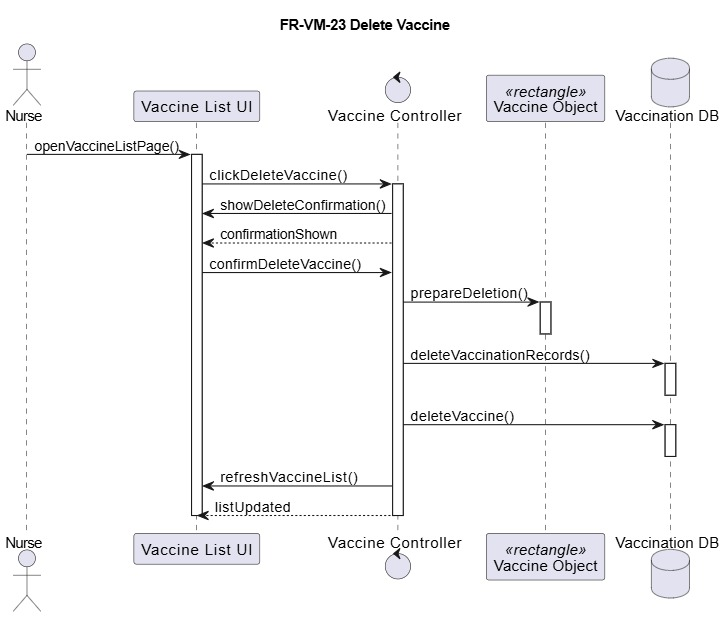 FR-VM-23 Delete Vaccine
Nurse
Vaccine List UI
Vaccine Controller
«rectangle»
Vaccine Object
Vaccination DB
openVaccineListPage()
clickDeleteVaccine()
showDeleteConfirmation()
confirmationShown
confirmDeleteVaccine()
prepareDeletion()
deleteVaccinationRecords()
deleteVaccine()
refreshVaccineList()
listUpdated
Nurse
Vaccine List UI
Vaccine Controller
«rectangle»
Vaccine Object
Vaccination DB